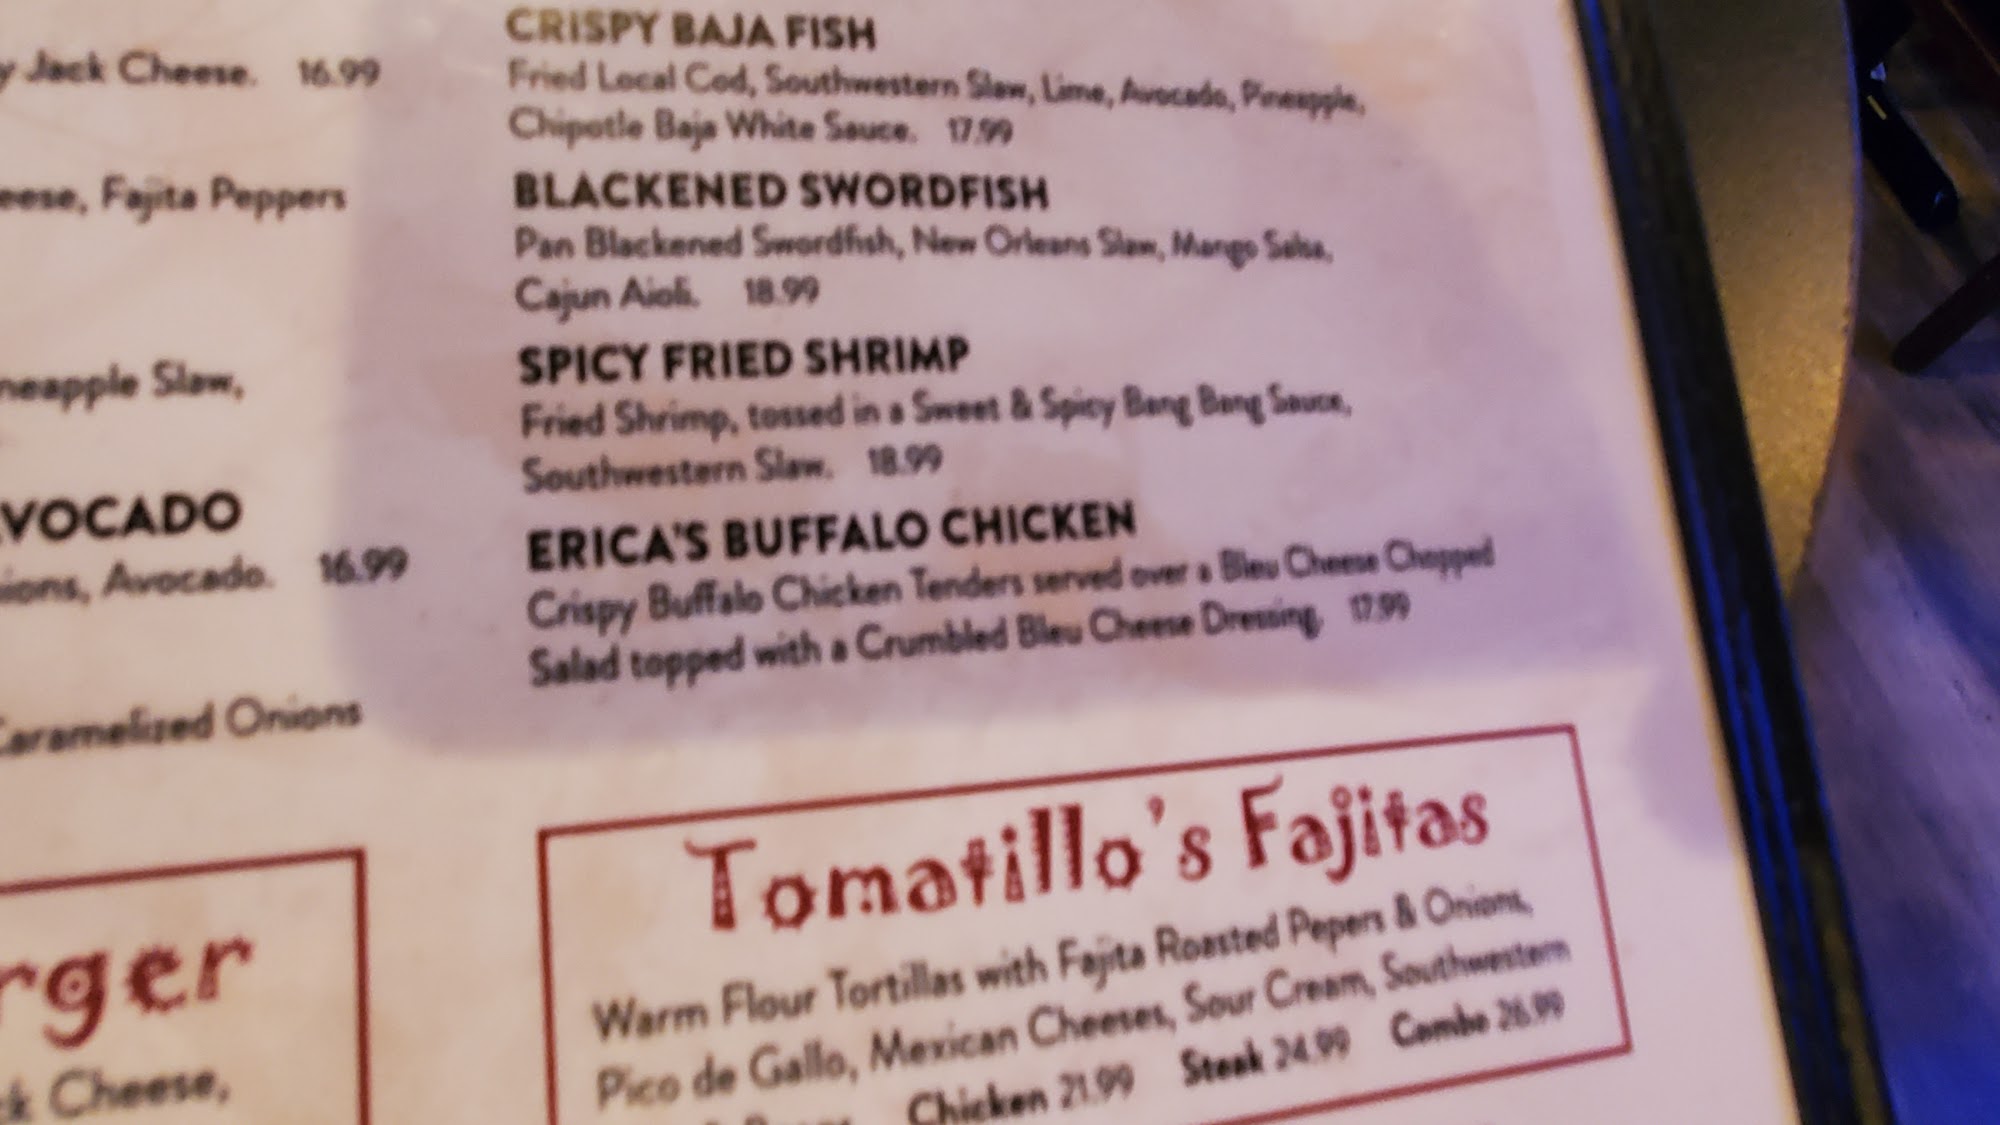 Jack Cheese. 16.99
Fajita Peppers
Slaw,
Avocado. 16.99
Caramelized Onions
Cheese,
CRISPY BAJA FISH
Fried Local Cod, Southwestern Slaw, Lime, Avocado, Pineapple,
Chipotle Baja White Sauce. 17.99
BLACKENED SWORDFISH
Pan Blackened Swordfish, New Orleans Slaw, Mango Salsa,
Cajun Aioli. 18.99
SPICY FRIED SHRIMP
Fried Shrimp, tossed in a Sweet & Spicy Bang Bang Sauce,
Southwestern Slaw. 18.99
ERICA'S BUFFALO CHICKEN
Crispy Buffalo Chicken Tenders served over a Bleu Cheese Chopped
Salad topped with a Crumbled Bleu Cheese Dressing. 17.99
Tomatillo's Fajitas
Warm Flour Tortillas with Fajita Roasted Pepers & Onions,
Pico de Gallo, Mexican Cheeses, Sour Cream, Southwestern
Chicken 21.99 Steak 24.99 Combo 26.99